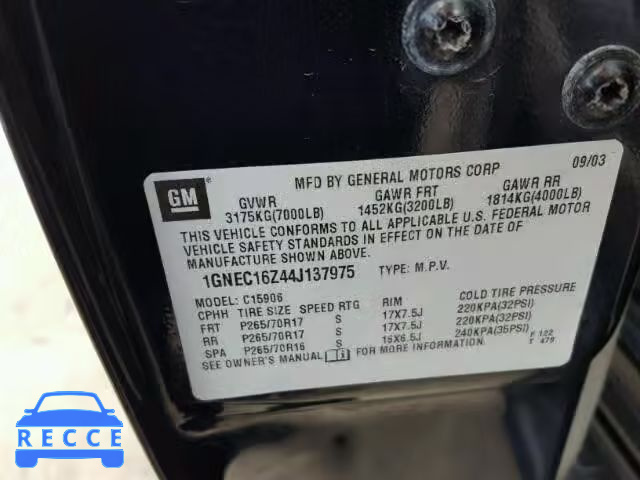 MFD BY GENERAL MOTORS CORP 09/03
GM
GVWR GAWR FRT GAWR RR
3175KG(7000LB) 1452KG(3200LB) 1814KG(4000LB)
THIS VEHICLE CONFORMS TO ALL APPLICABLE U.S. FEDERAL MOTOR
VEHICLE SAFETY STANDARDS IN EFFECT ON THE DATE OF
MANUFACTURE SHOWN ABOVE.
1GNEC16Z44J137975 TYPE: M.P.V.
MODEL: C15906
CPHH TIRE SIZE SPEED RTG RIM COLD TIRE PRESSURE
FRT P265/70R17 S 17X7.5J 220KPA(32PSI)
RR P265/70R17 S 17X7.5J 220KPA(32PSI)
SPA P265/70R16 S 16X6.5J 240KPA(35PSI)
SEE OWNER'S MANUAL FOR MORE INFORMATION.
F 122
T 479
RECCE